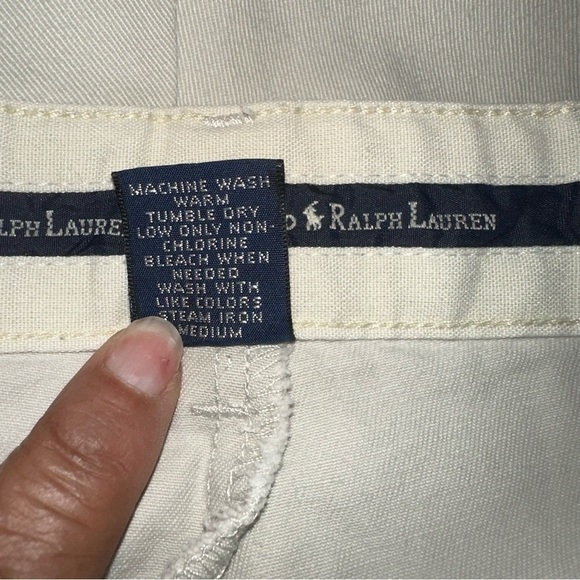 MACHINE WASH
WARM
TUMBLE DRY
LOW ONLY NON-
CHLORINE
BLEACH WHEN
NEEDED
WASH WITH
LIKE COLORS
STEAM IRON
MEDIUM
RALPH LAUREN